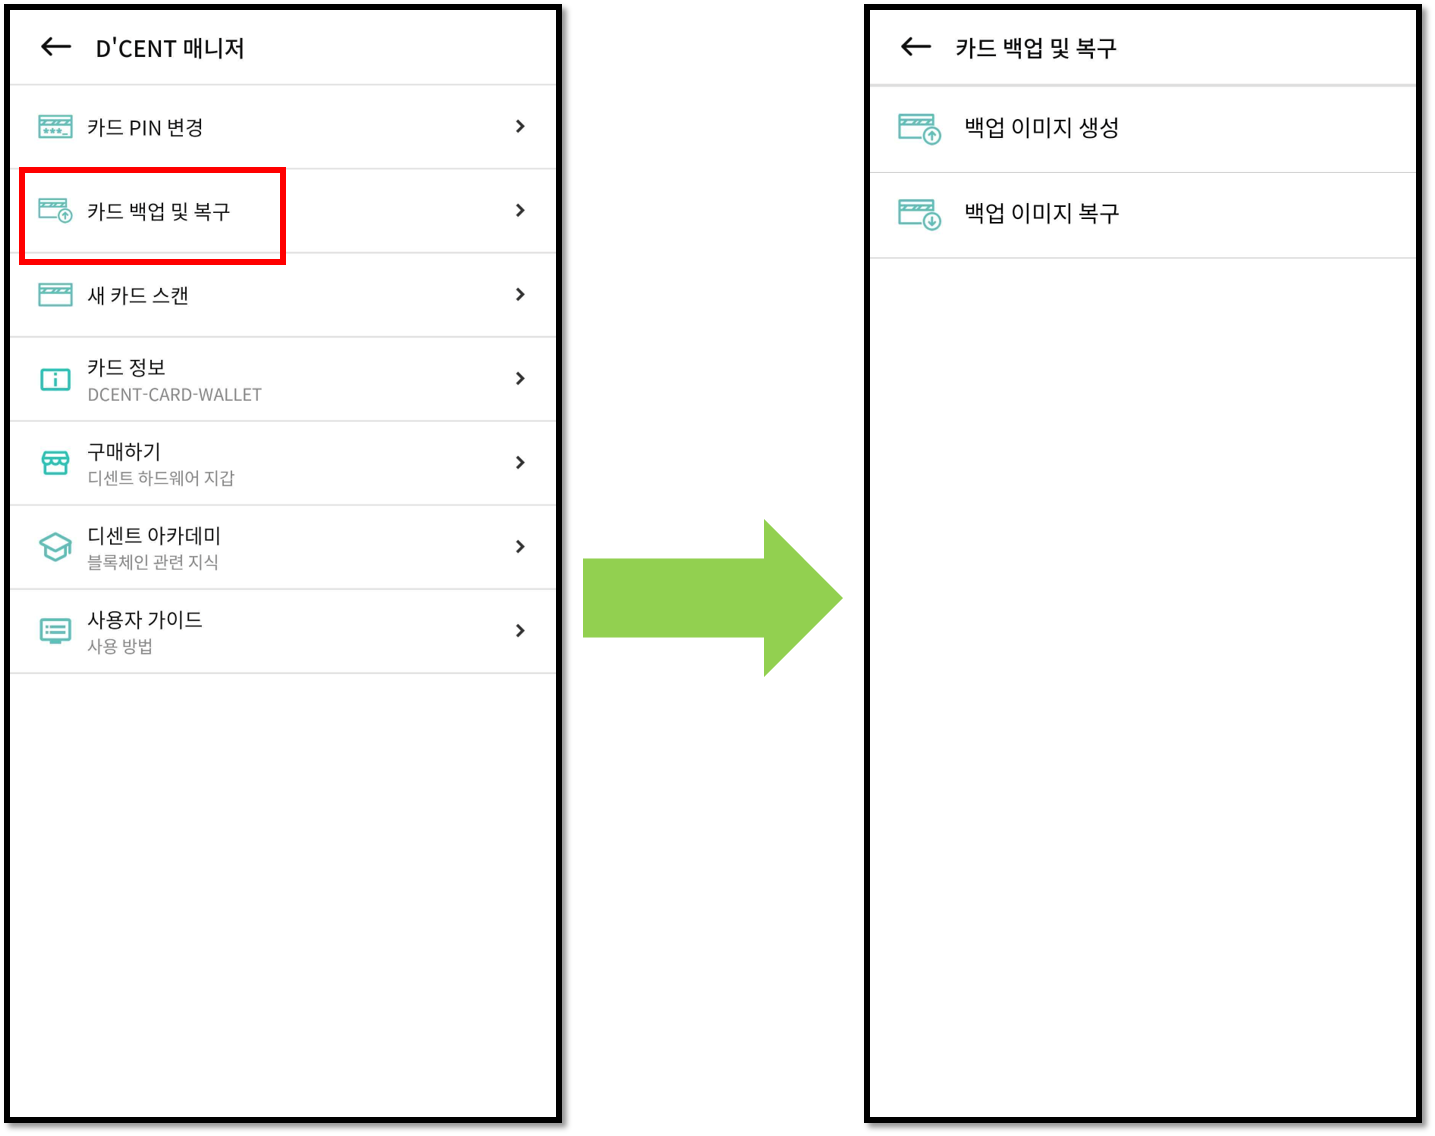 D'CENT 매니저
카드 PIN 변경
카드 백업 및 복구
새 카드 스캔
카드 정보
DCENT-CARD-WALLET
구매하기
디센트 하드웨어 지갑
디센트 아카데미
블록체인 관련 지식
사용자 가이드
사용 방법
카드 백업 및 복구
백업 이미지 생성
백업 이미지 복구